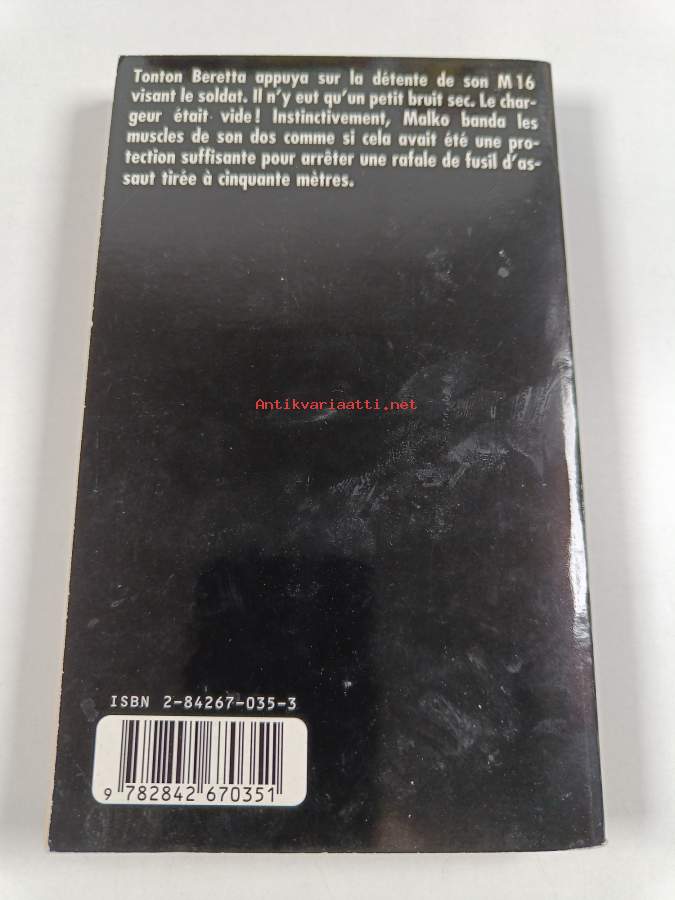 Tonton Beretta appuya sur la détente de son M 16
visant le soldat. Il n'y eut qu'un petit bruit sec. Le char-
geur était vide ! Instinctivement, Malko banda les
muscles de son dos comme si cela avait été une pro-
tection suffisante pour arrêter une rafale de fusil d'as-
saut tirée à cinquante mètres.
Antikvariaatti.net
ISBN 2-84267-035-3
9 782842 670351